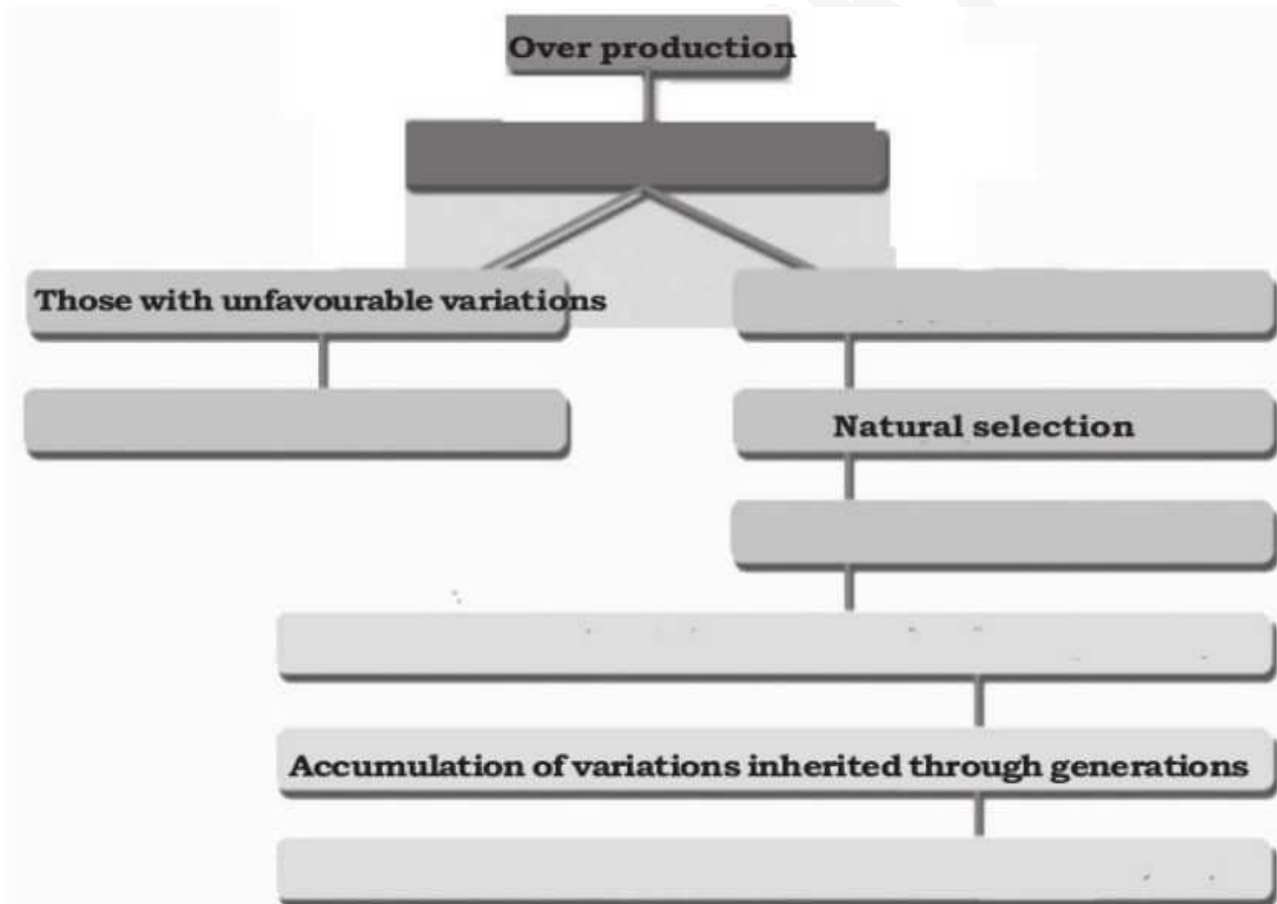 Over production
Those with unfavourable variations
Natural selection
Accumulation of variations inherited through generations